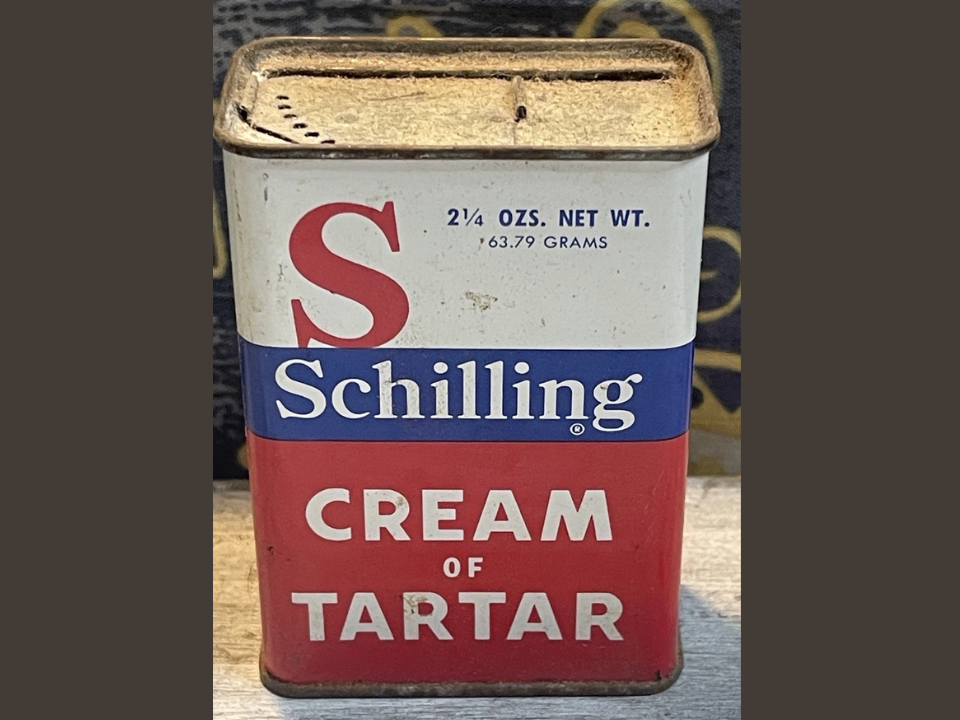 S
2¼ OZS. NET WT.
63.79 GRAMS
Schilling
®
CREAM
OF
TARTAR